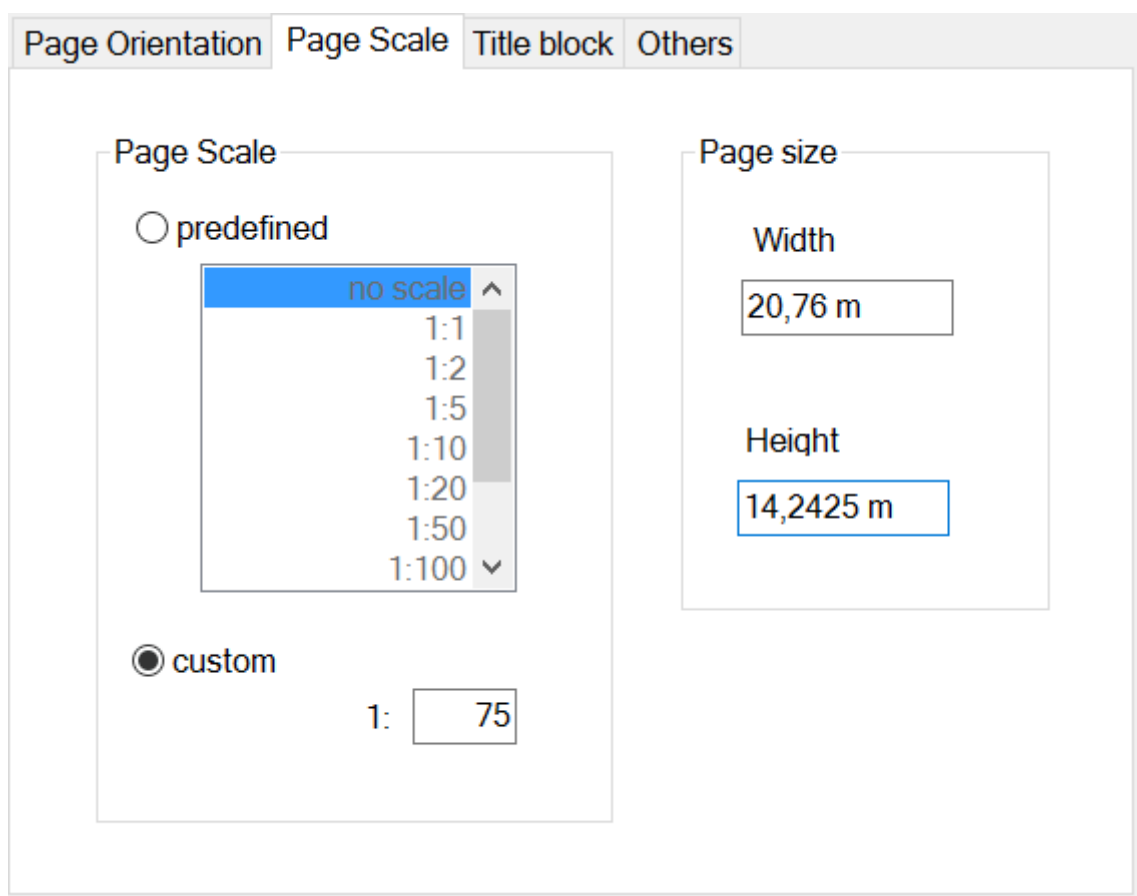 Page Orientation Page Scale Title block Others
Page Scale
predefined
no scale
1:1
1:2
1:5
1:10
1:20
1:50
1:100
custom
1: 75
Page size
Width
20,76 m
Height
14,2425 m